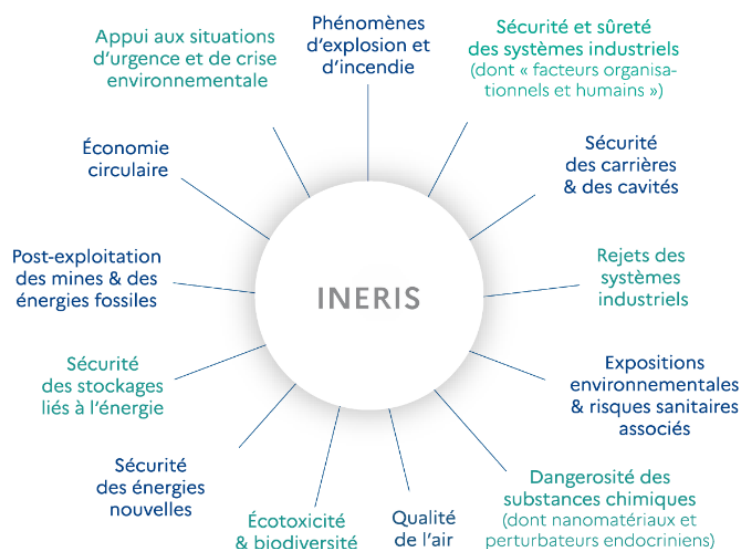 Phénomènes
d'explosion et
d'incendie
Sécurité et sûreté
des systèmes industriels
(dont « facteurs organisa-
tionnels et humains »)
Sécurité
des carrières
& des cavités
Rejets des
systèmes
industriels
Expositions
environnementales
& risques sanitaires
associés
Dangerosité des
substances chimiques
(dont nanomatériaux et
perturbateurs endocriniens)
Qualité
de l'air
Écotoxicité
& biodiversité
Sécurité
des énergies
nouvelles
Sécurité
des stockages
liés à l'énergie
Post-exploitation
des mines & des
énergies fossiles
Économie
circulaire
Appui aux situations
d'urgence et de crise
environnementale
INERIS